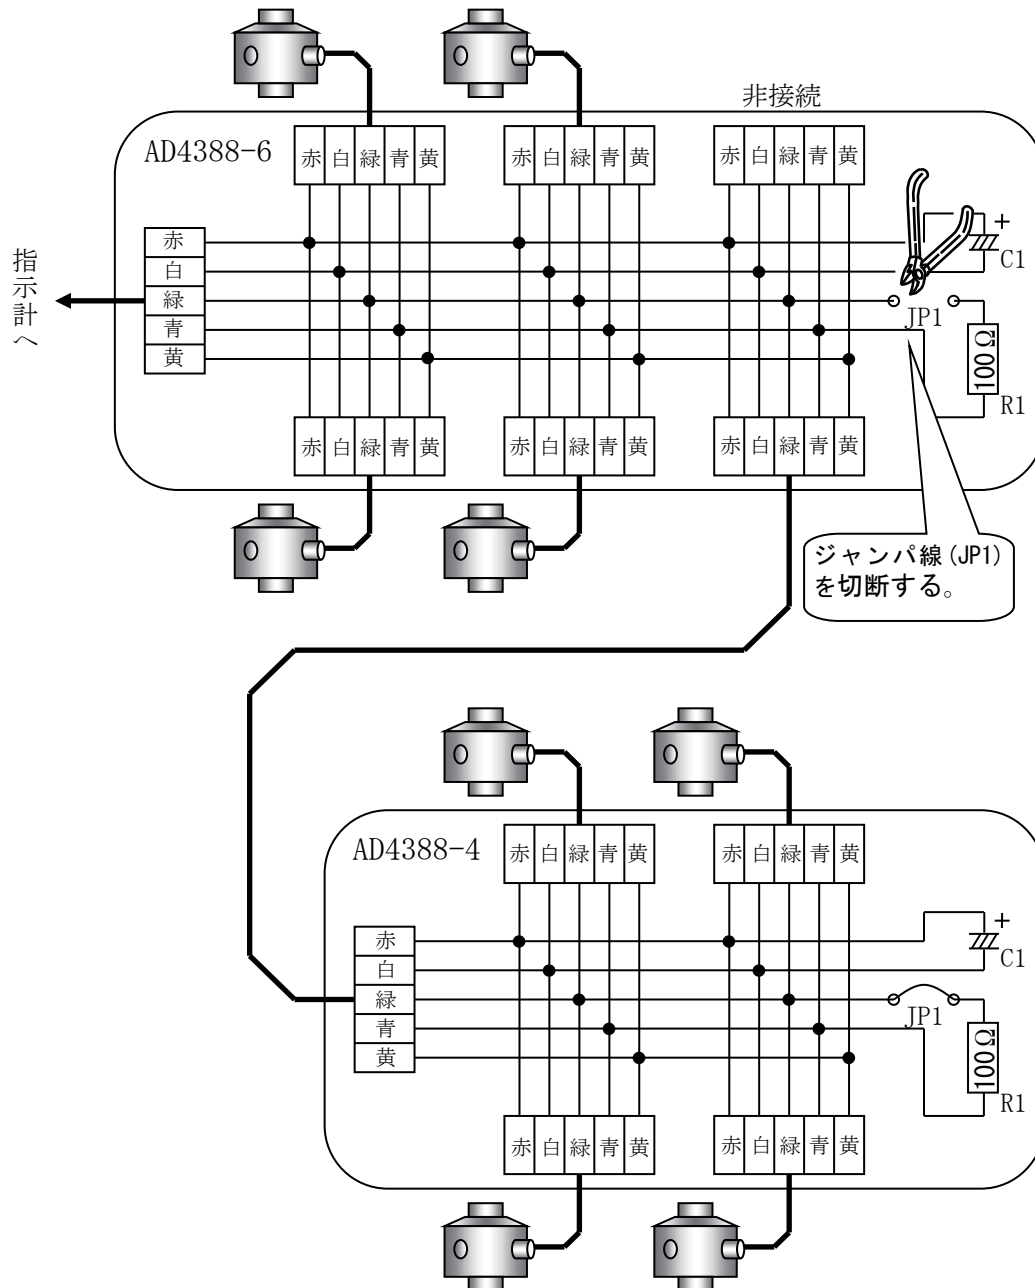 非接続
AD4388-6
赤 白 緑 青 黄
赤 白 緑 青 黄
赤 白 緑 青 黄
指示計へ
赤
白
緑
青
黄
+
C1
JP1
100Ω
R1
赤 白 緑 青 黄
赤 白 緑 青 黄
赤 白 緑 青 黄
ジャンパ線(JP1)
を切断する。
AD4388-4
赤 白 緑 青 黄
赤 白 緑 青 黄
赤
白
緑
青
黄
+
C1
JP1
100Ω
R1
赤 白 緑 青 黄
赤 白 緑 青 黄